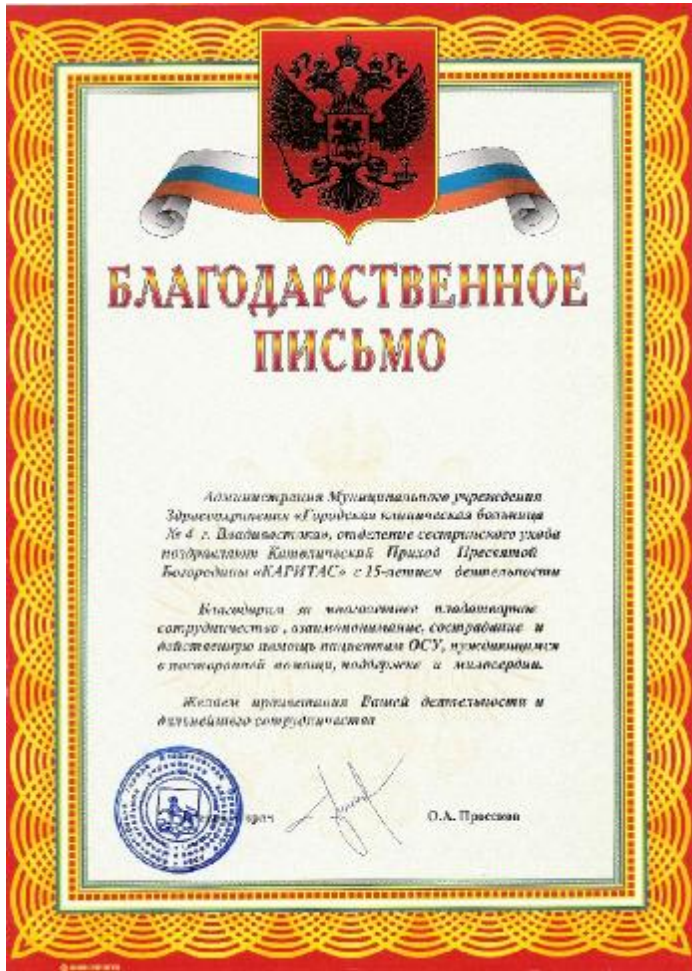 БЛАГОДАРСТВЕННОЕ
ПИСЬМО
Администрация Муниципального учреждения
Здравоохранения «Городская клиническая больница
№ 4 г. Владивостока», отделение сестринского ухода
поздравляют Католический Приход Пресвятой
Богородицы «КАРИТАС» с 15-летием деятельности
Благодарим за многолетнее плодотворное
сотрудничество , взаимопонимание, сострадание и
действенную помощь пациентам ОСУ, нуждающимся
в посторонней помощи, поддержке и милосердии.
Желаем процветания Вашей деятельности и
дальнейшего сотрудничества
врач О.А.